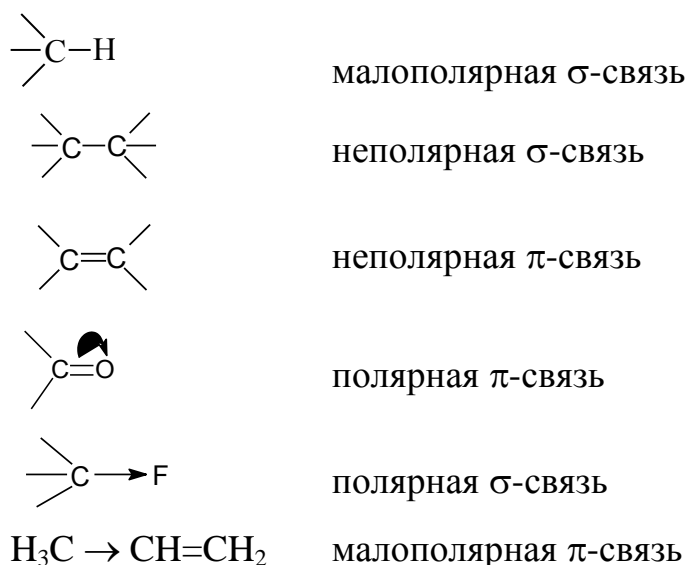 C–H малополярная σ-связь
C–C неполярная σ-связь
C=C неполярная π-связь
C=O полярная π-связь
C→F полярная σ-связь
H₃C → CH=CH₂ малополярная π-связь